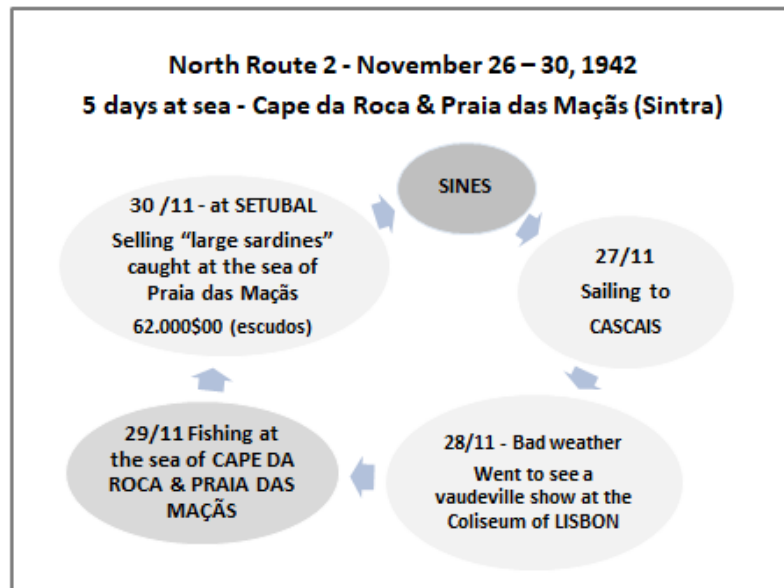 North Route 2 - November 26 – 30, 1942
5 days at sea - Cape da Roca & Praia das Maçãs (Sintra)
SINES
27/11
Sailing to
CASCAIS
28/11 - Bad weather
Went to see a
vaudeville show at the
Coliseum of LISBON
29/11 Fishing at
the sea of CAPE DA
ROCA & PRAIA DAS
MAÇÃS
30 /11 - at SETUBAL
Selling “large sardines”
caught at the sea of
Praia das Maçãs
62.000$00 (escudos)